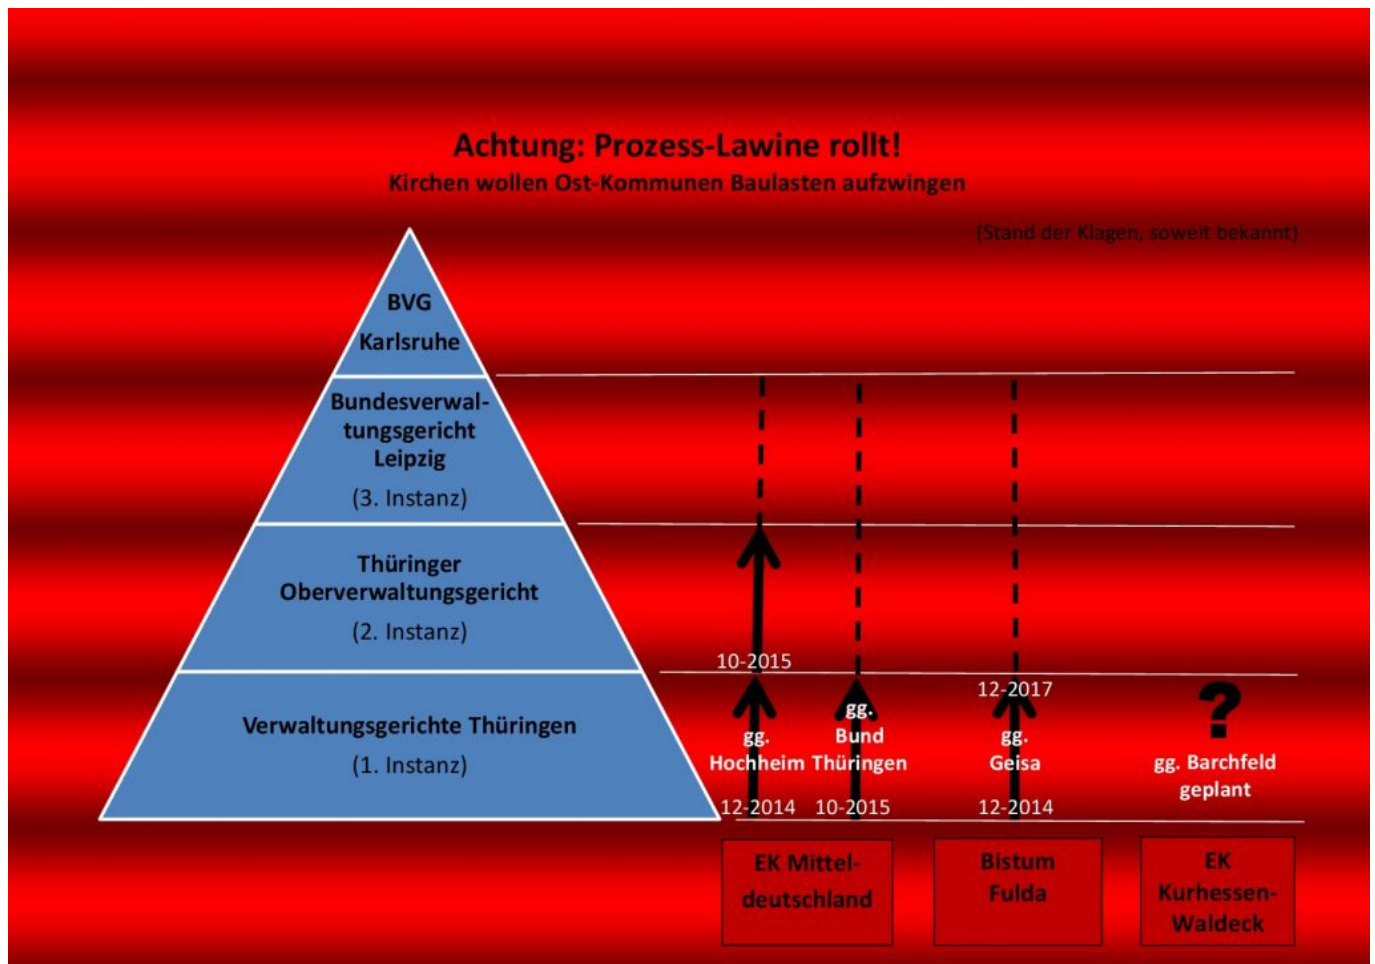 Achtung: Prozess-Lawine rollt!
Kirchen wollen Ost-Kommunen Baulasten aufzwingen
(Stand der Klagen, soweit bekannt)
BVG
Karlsruhe
Bundesverwal-
tungsgericht
Leipzig
(3. Instanz)
Thüringer
Oberverwaltungsgericht
(2. Instanz)
Verwaltungsgerichte Thüringen
(1. Instanz)
10-2015
gg.
Hochheim
12-2014
gg.
Bund
Thüringen
10-2015
12-2017
gg.
Geisa
12-2014
?
gg. Barchfeld
geplant
EK Mittel-
deutschland
Bistum
Fulda
EK
Kurhessen-
Waldeck